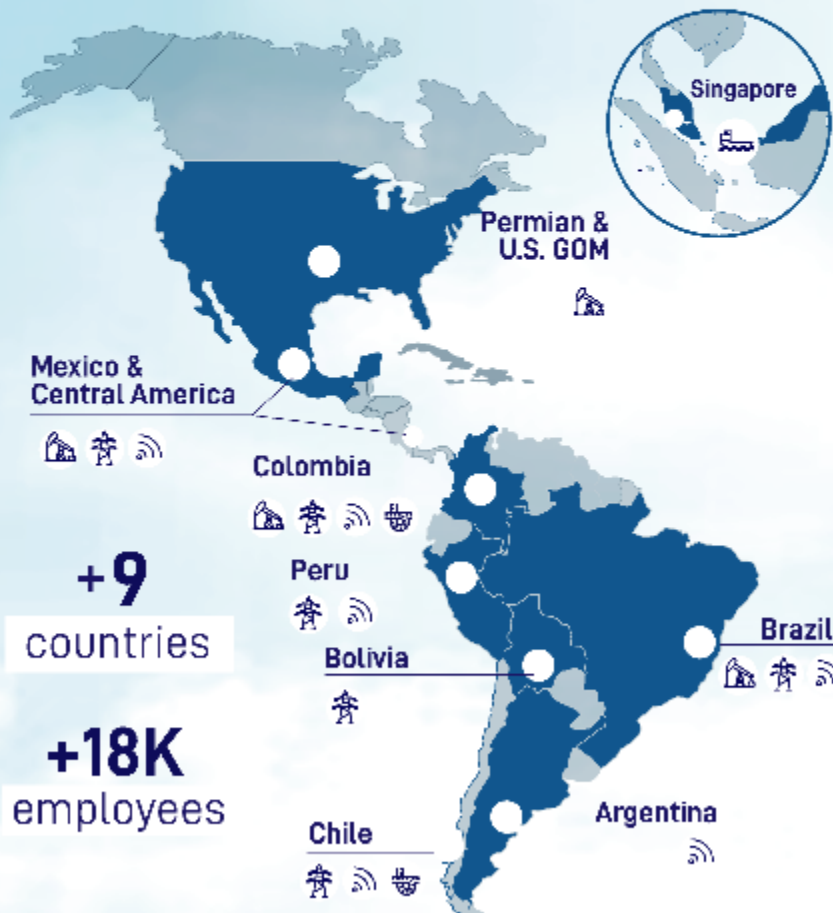 Singapore
Permian &
U.S. GOM
Mexico &
Central America
Colombia
+9
countries
Peru
Bolivia
Brazil
+18K
employees
Argentina
Chile